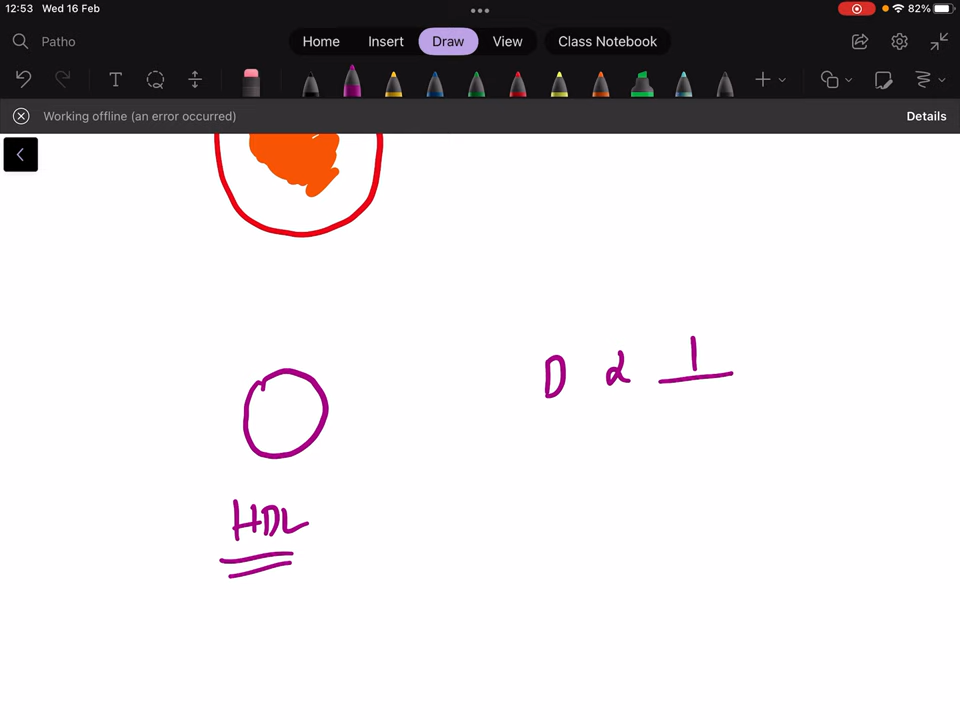 12:53 Wed 16 Feb
82%
Patho
Home Insert Draw View Class Notebook
T
Working offline (an error occurred)
Details
D ∝ 1
HDL